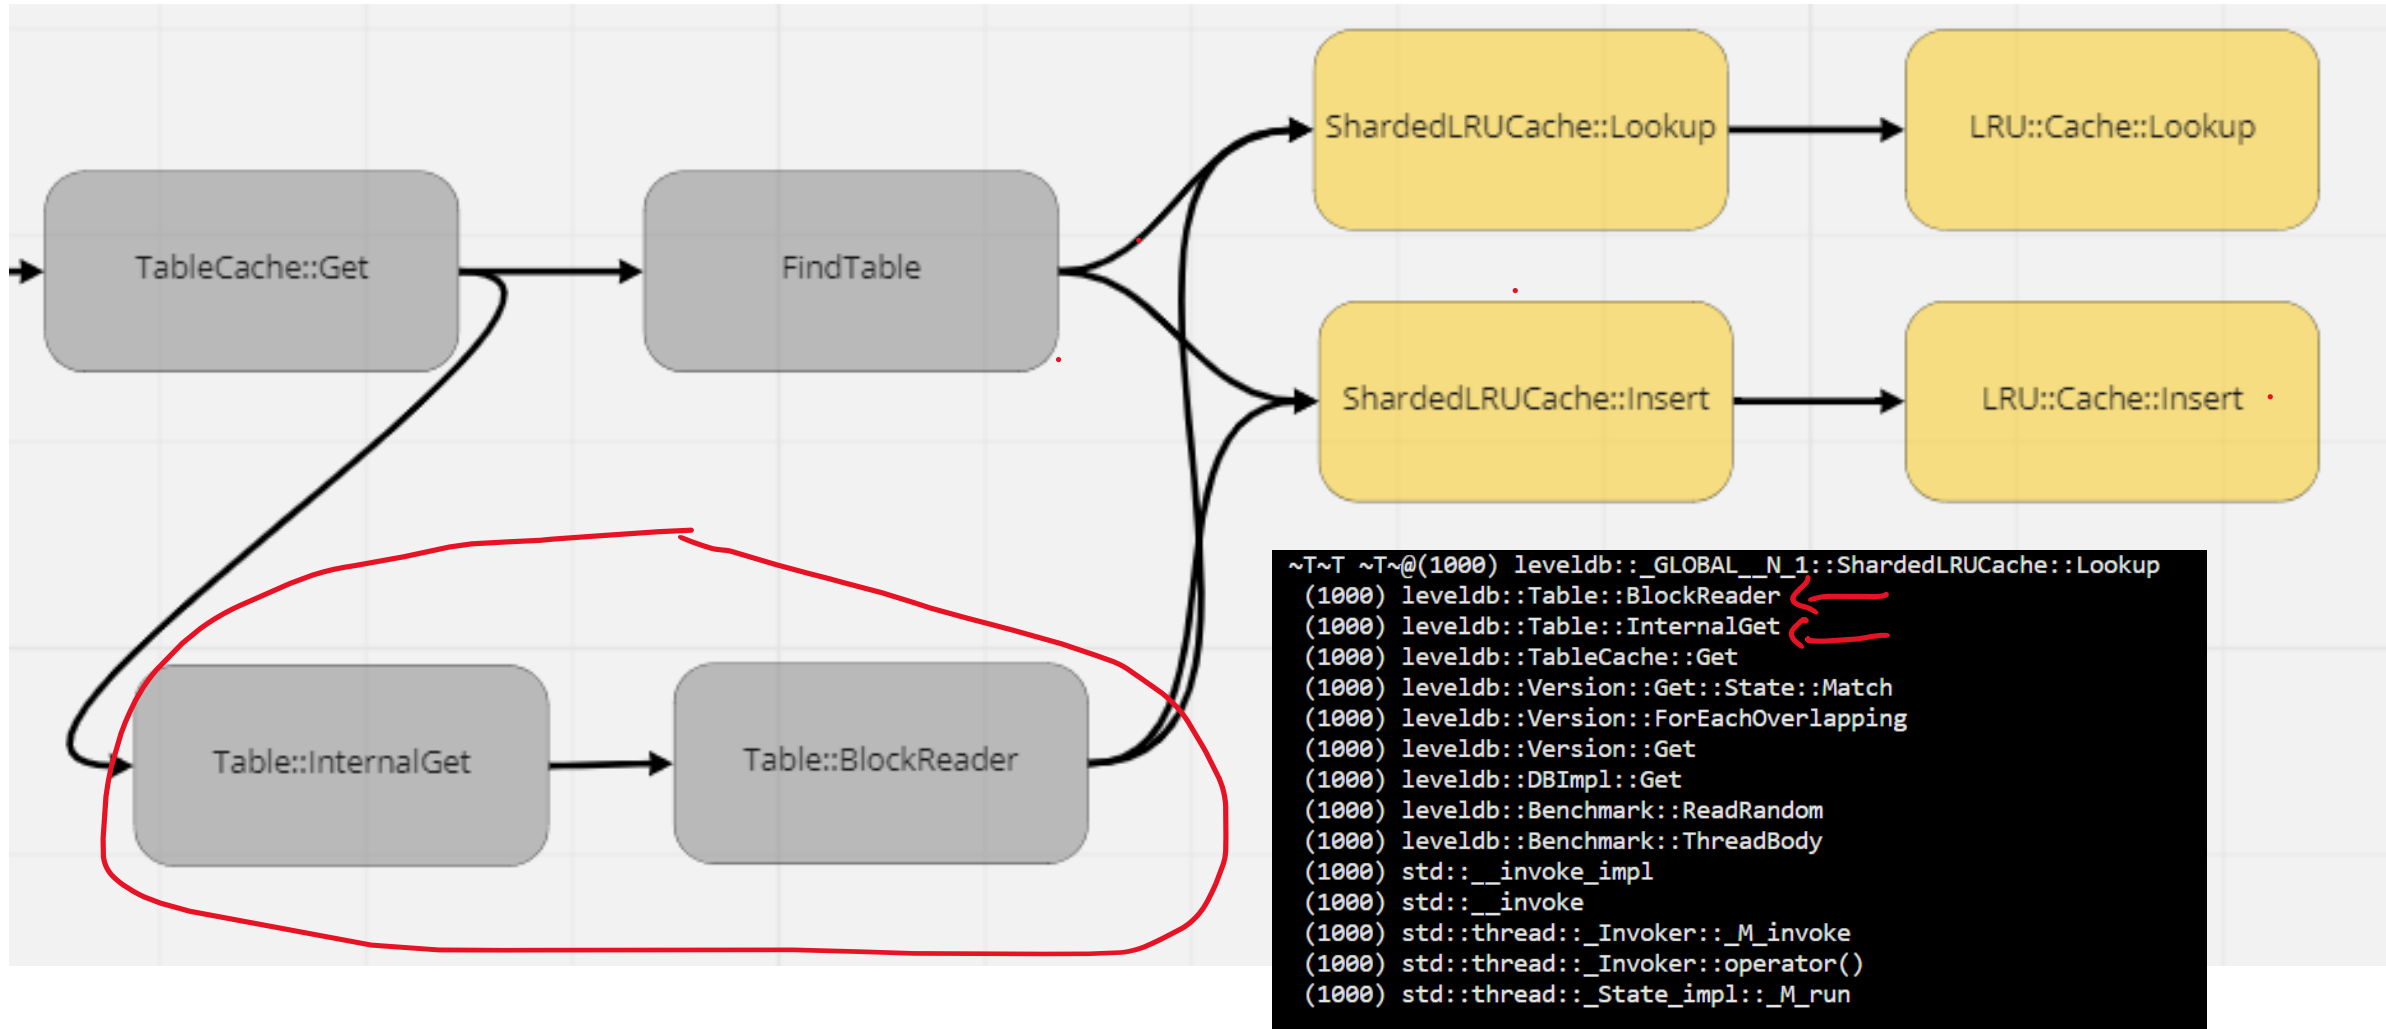 ShardedLRUCache::Lookup
LRU::Cache::Lookup
TableCache::Get
FindTable
ShardedLRUCache::Insert
LRU::Cache::Insert
Table::InternalGet
Table::BlockReader
~T~T ~T~@(1000) leveldb::_GLOBAL__N_1::ShardedLRUCache::Lookup
(1000) leveldb::Table::BlockReader
(1000) leveldb::Table::InternalGet
(1000) leveldb::TableCache::Get
(1000) leveldb::Version::Get::State::Match
(1000) leveldb::Version::ForEachOverlapping
(1000) leveldb::Version::Get
(1000) leveldb::DBImpl::Get
(1000) leveldb::Benchmark::ReadRandom
(1000) leveldb::Benchmark::ThreadBody
(1000) std::__invoke_impl
(1000) std::__invoke
(1000) std::thread::_Invoker::_M_invoke
(1000) std::thread::_Invoker::operator()
(1000) std::thread::_State_impl::_M_run